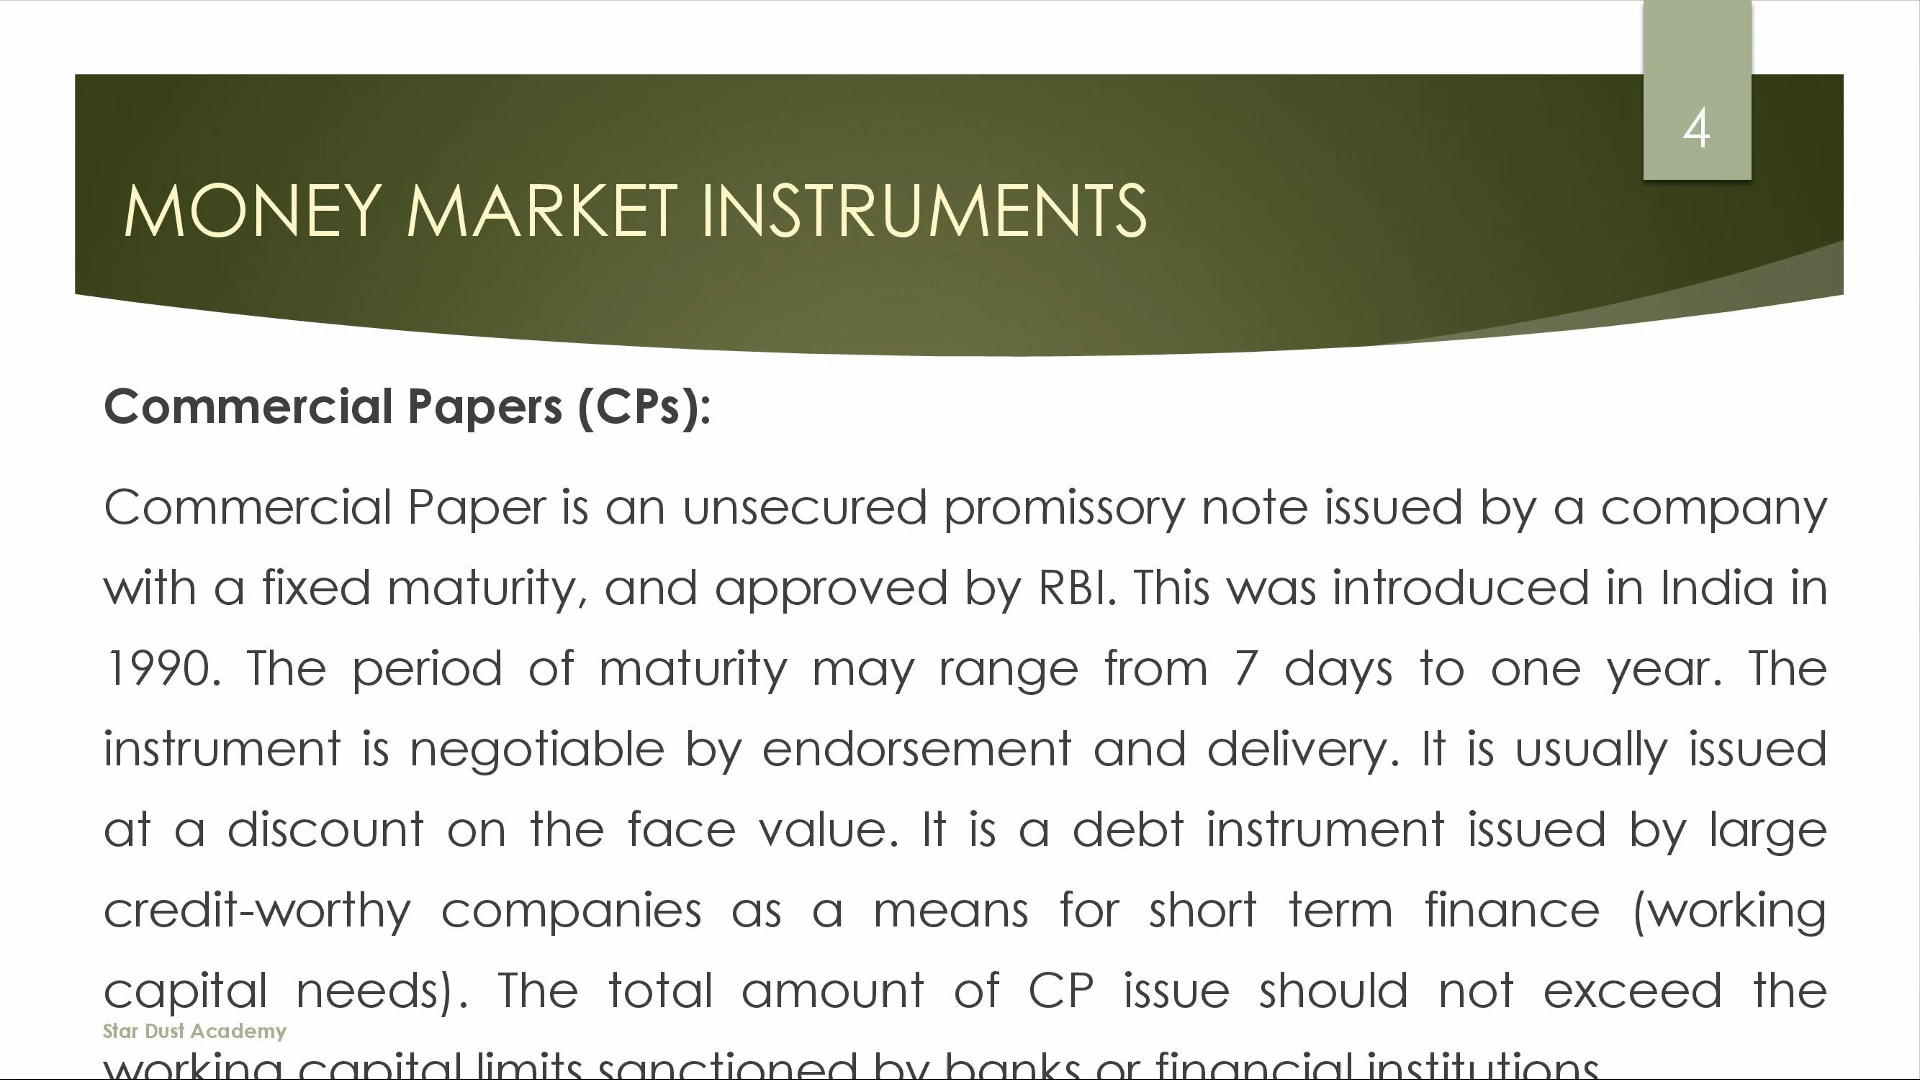 4
MONEY MARKET INSTRUMENTS
Commercial Papers (CPs):
Commercial Paper is an unsecured promissory note issued by a company
with a fixed maturity, and approved by RBI. This was introduced in India in
1990. The period of maturity may range from 7 days to one year. The
instrument is negotiable by endorsement and delivery. It is usually issued
at a discount on the face value. It is a debt instrument issued by large
credit-worthy companies as a means for short term finance (working
capital needs). The total amount of CP issue should not exceed the
Star Dust Academy
working capital limits sanctioned by banks or financial institutions